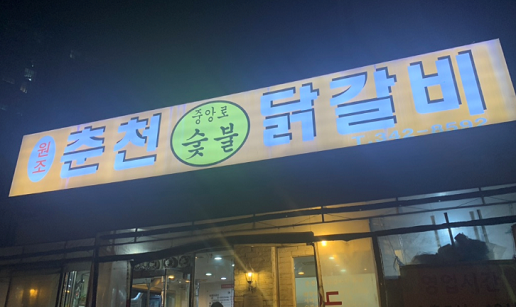 원조 춘천 중앙로 숯불 닭갈비